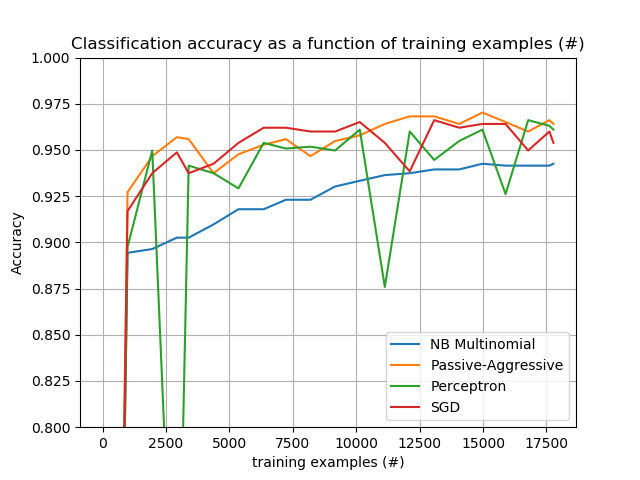 Classification accuracy as a function of training examples (#)
1.000
0.975
0.950
0.925
0.900
0.875
0.850
0.825
0.800
Accuracy
NB Multinomial
Passive-Aggressive
Perceptron
SGD
0 2500 5000 7500 10000 12500 15000 17500
training examples (#)